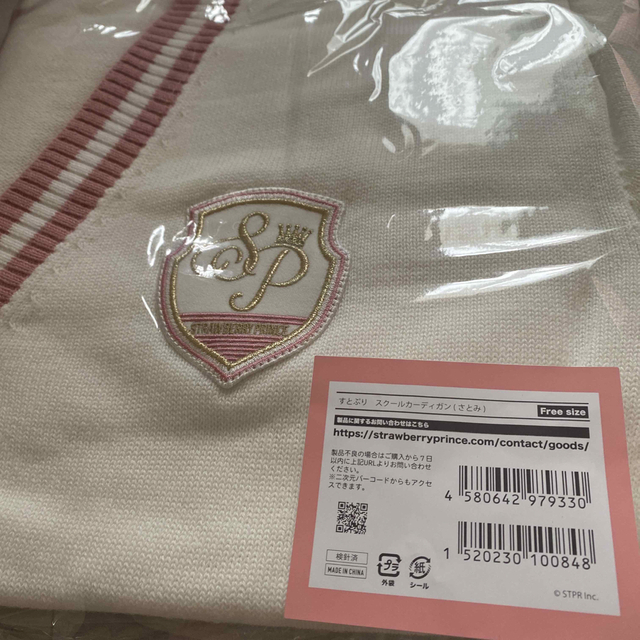 SP
STRAWBERRY PRINCE
すとぷり スクールカーディガン(さとみ)
Free size
製品に関するお問い合わせはこちら
https://strawberryprince.com/contact/goods/
製品不良の場合はご購入から7日
以内に上記URLよりお問い合わせ
ください。
※二次元バーコードからもアクセ
スできます。
4 580642 979330
1 520230 100848
検針済
MADE IN CHINA
プラ
外袋
紙
シール
© STPR Inc.